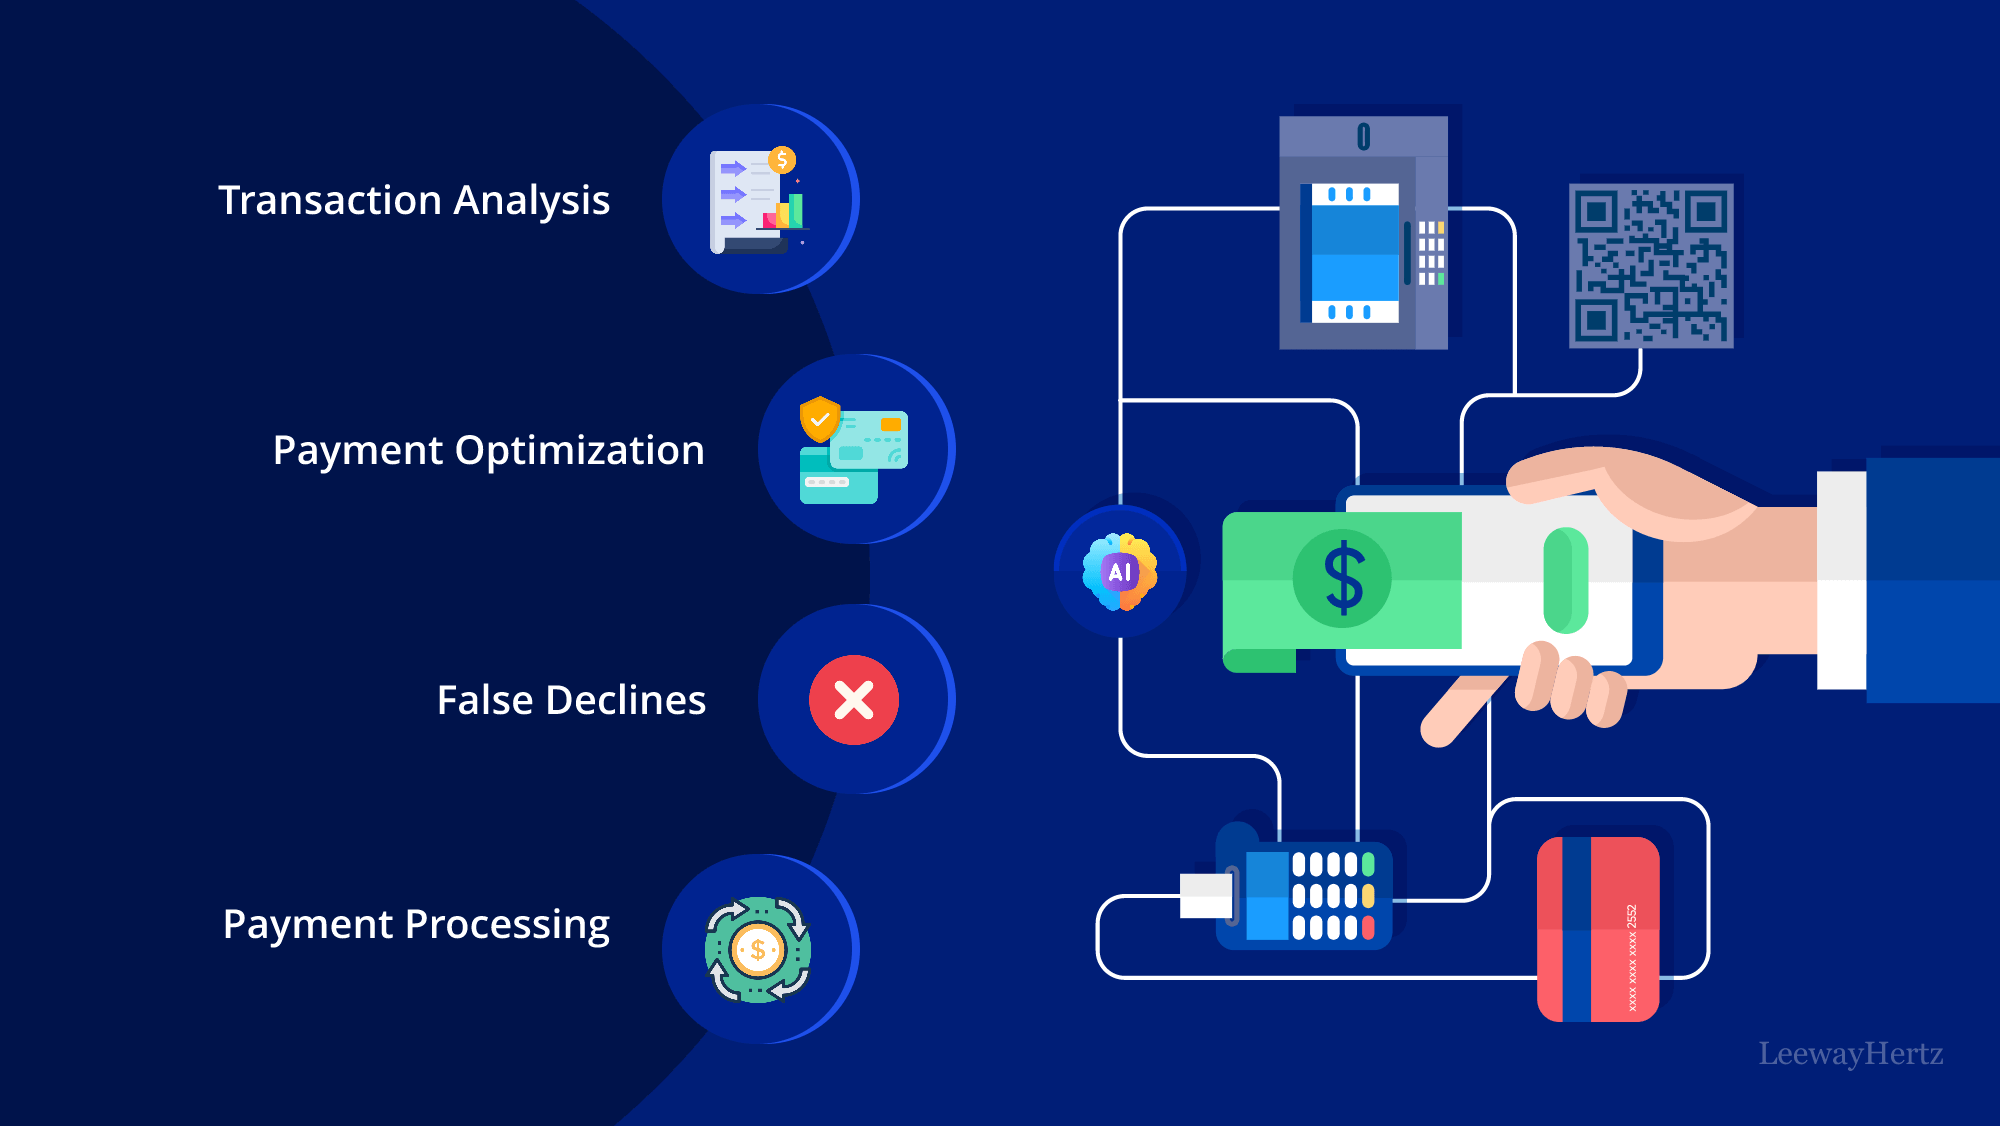 Transaction Analysis
Payment Optimization
False Declines
Payment Processing
$
$
AI
$
xxxx xxxx xxxx 2552
LeewayHertz